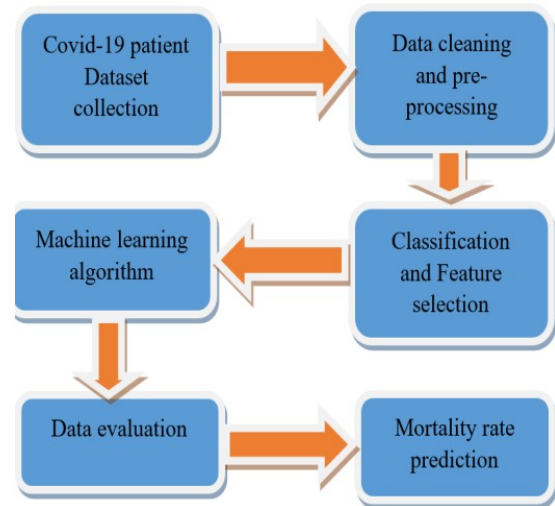 Covid-19 patient
Dataset
collection
Data cleaning
and pre-
processing
Classification
and Feature
selection
Machine learning
algorithm
Data evaluation
Mortality rate
prediction